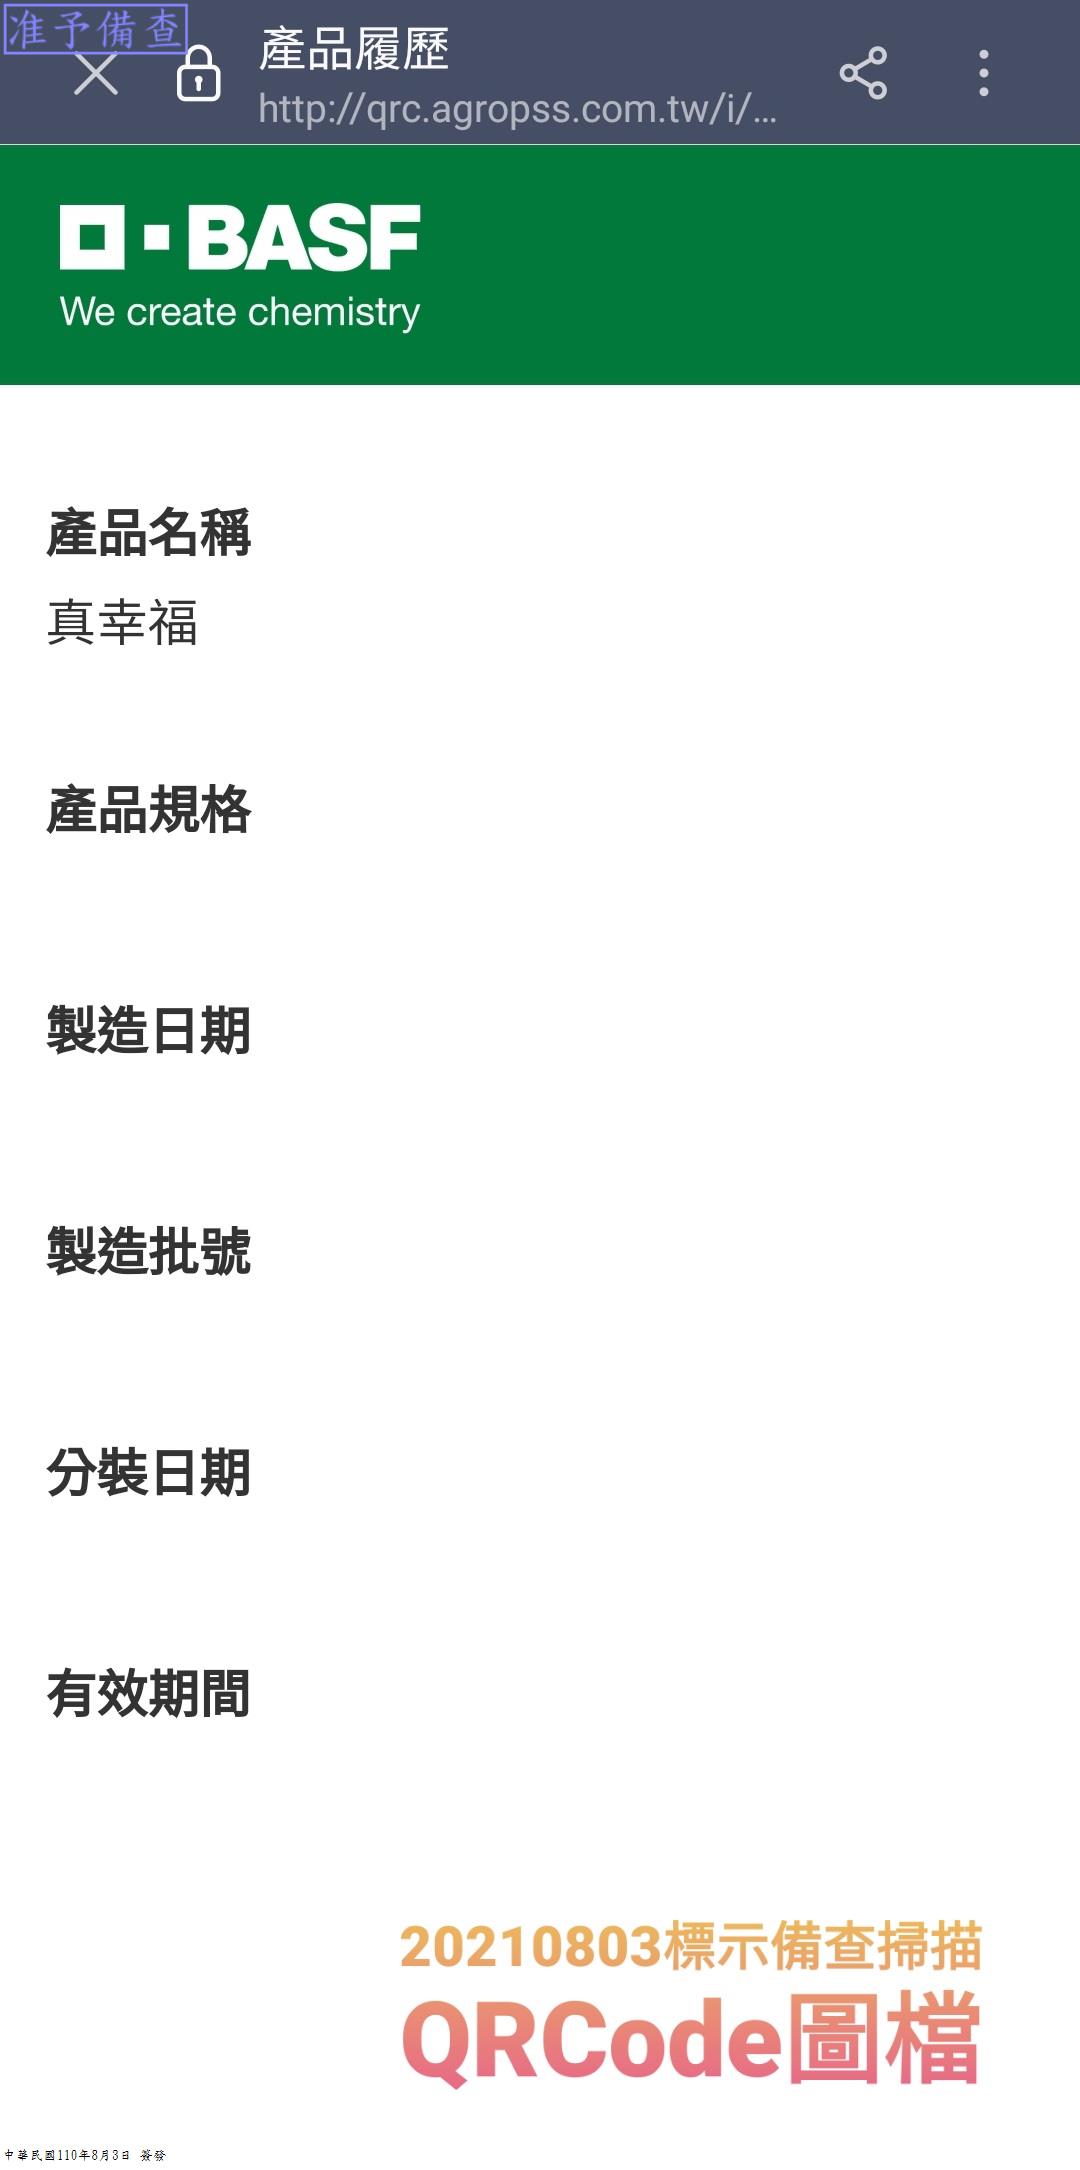 准予備查
產品履歷
http://qrc.agropss.com.tw/i/...
BASF
We create chemistry
產品名稱
真幸福
產品規格
製造日期
製造批號
分裝日期
有效期間
20210803標示備查掃描
QRCode圖檔
中華民國110年8月3日 簽發